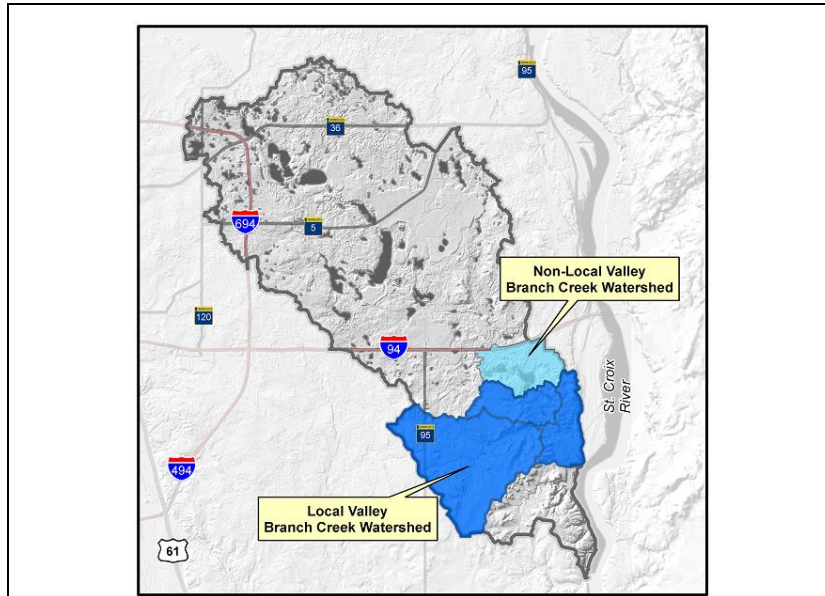 95
36
694
5
Non-Local Valley
Branch Creek Watershed
120
94
St. Croix
River
95
494
Local Valley
Branch Creek Watershed
61